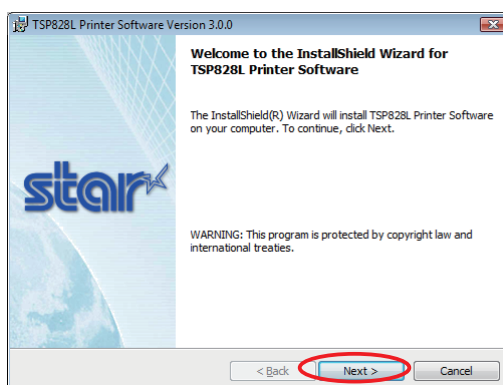 TSP828L Printer Software Version 3.0.0
Welcome to the InstallShield Wizard for
TSP828L Printer Software
The InstallShield(R) Wizard will install TSP828L Printer Software
on your computer. To continue, click Next.
star
WARNING: This program is protected by copyright law and
international treaties.
< Back
Next >
Cancel